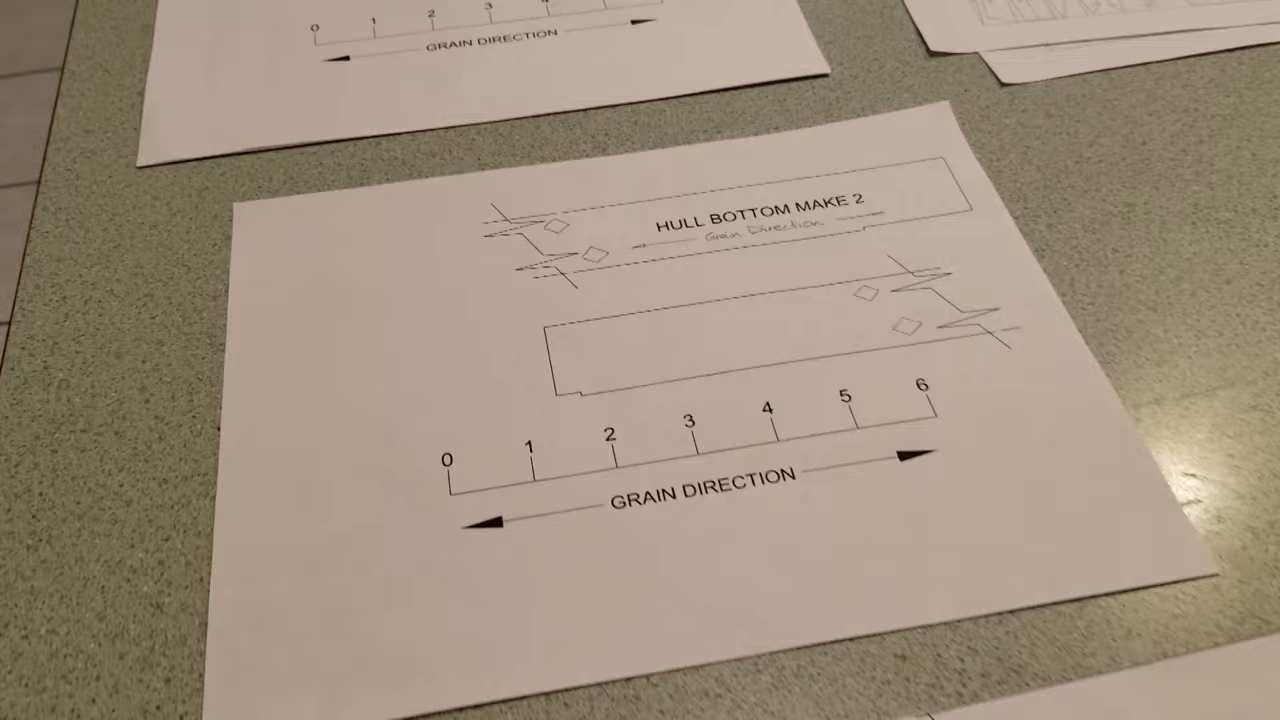 0 1 2 3 4
GRAIN DIRECTION
HULL BOTTOM MAKE 2
Grain Direction
0 1 2 3 4 5 6
GRAIN DIRECTION